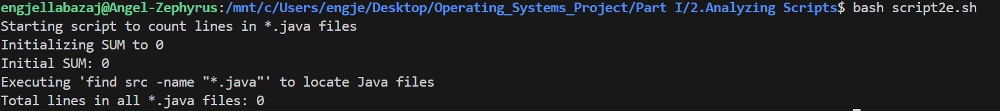 engjellabazaj@Angel-Zephyrus:/mnt/c/Users/engje/Desktop/Operating_Systems_Project/Part I/2.Analyzing Scripts$ bash script2e.sh
Starting script to count lines in *.java files
Initializing SUM to 0
Initial SUM: 0
Executing 'find src -name "*.java"' to locate Java files
Total lines in all *.java files: 0